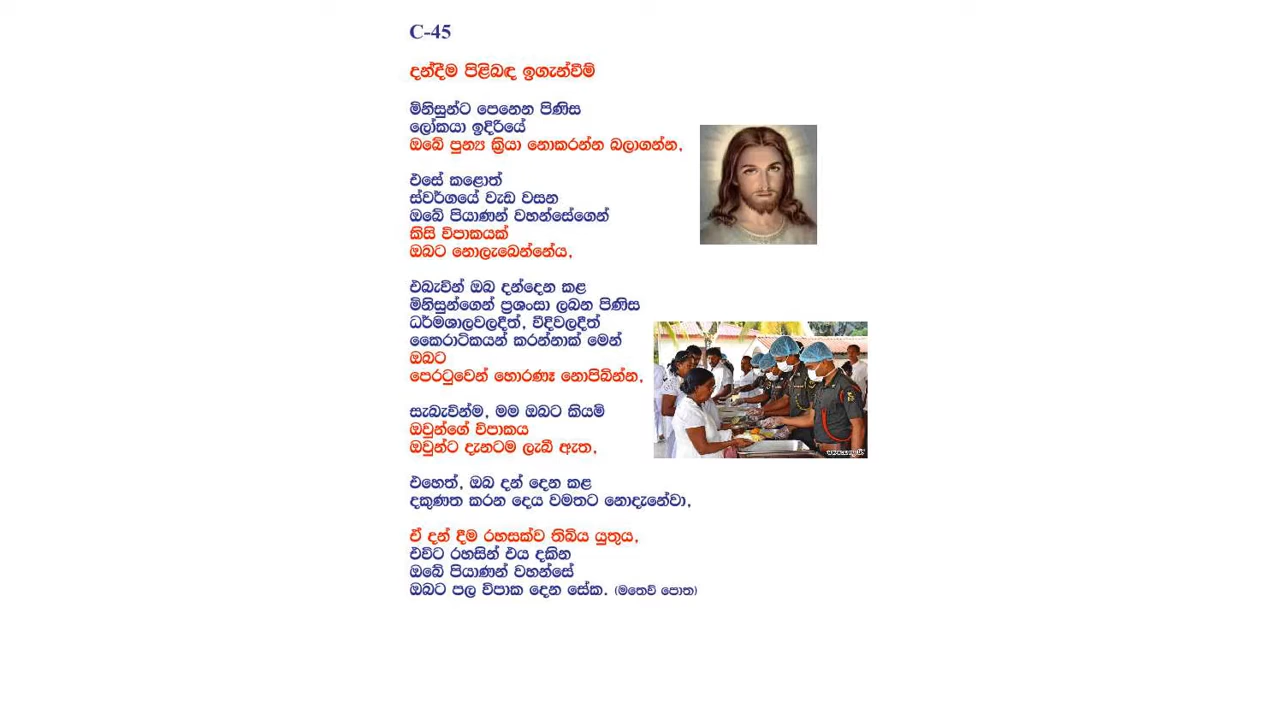 C-45
දන්දීම පිළිබඳ ඉගැන්වීම්
මිනිසුන්ට පෙනෙන පිණිස
ලෝකයා ඉදිරියේ
ඔබේ පුන්‍ය ක්‍රියා නොකරන්න බලාගන්න,
එසේ කළොත්
ස්වර්ගයේ වැඩ වසන
ඔබේ පියාණන් වහන්සේගෙන්
කිසි විපාකයක්
ඔබට නොලැබෙන්නේය,
එබැවින් ඔබ දන්දෙන කළ
මිනිසුන්ගෙන් ප්‍රශංසා ලබන පිණිස
ධර්මශාලවලදීත්, වීදිවලදීත්
කෛරාටිකයන් කරන්නාක් මෙන්
ඔබට
පෙරටුවෙන් හොරණෑ නොපිඹින්න,
සැබැවින්ම, මම ඔබට කියමි
ඔවුන්ගේ විපාකය
ඔවුන්ට දැනටම ලැබී ඇත,
එහෙත්, ඔබ දන් දෙන කළ
දකුණත කරන දෙය වමතට නොදැනේවා,
ඒ දන් දීම රහසක්ව තිබිය යුතුය,
එවිට රහසින් එය දකින
ඔබේ පියාණන් වහන්සේ
ඔබට පල විපාක දෙන සේක. (මතෙව් පොත)